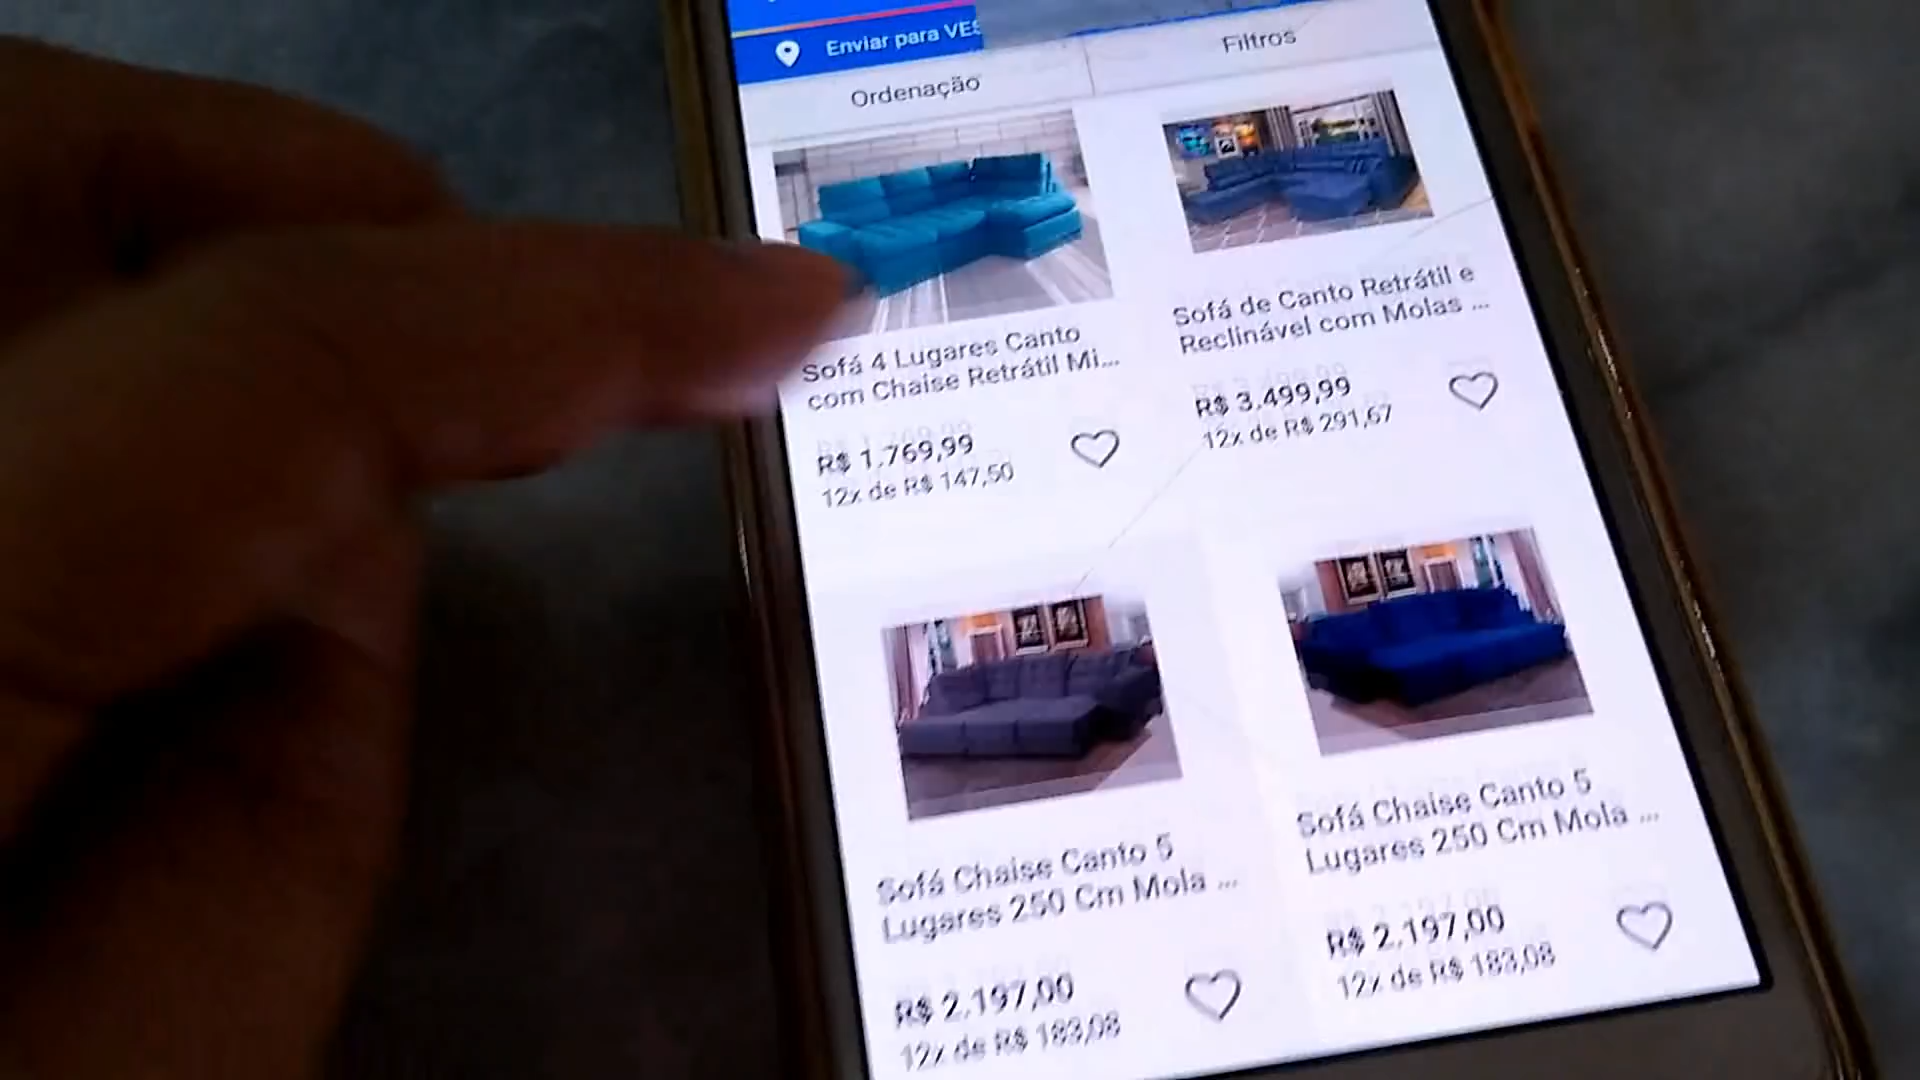 Enviar para
Ordenação
Filtros
Sofá 4 Lugares Canto
com Chaise Retrátil Mi...
R$ 1.769,99
12x de R$ 147,50
Sofá de Canto Retrátil e
Reclinável com Molas ...
R$ 3.499,99
12x de R$ 291,67
Sofá Chaise Canto 5
Lugares 250 Cm Mola ...
R$ 2.197,00
12x de R$ 183,08
Sofá Chaise Canto 5
Lugares 250 Cm Mola ...
R$ 2.197,00
12x de R$ 183,08